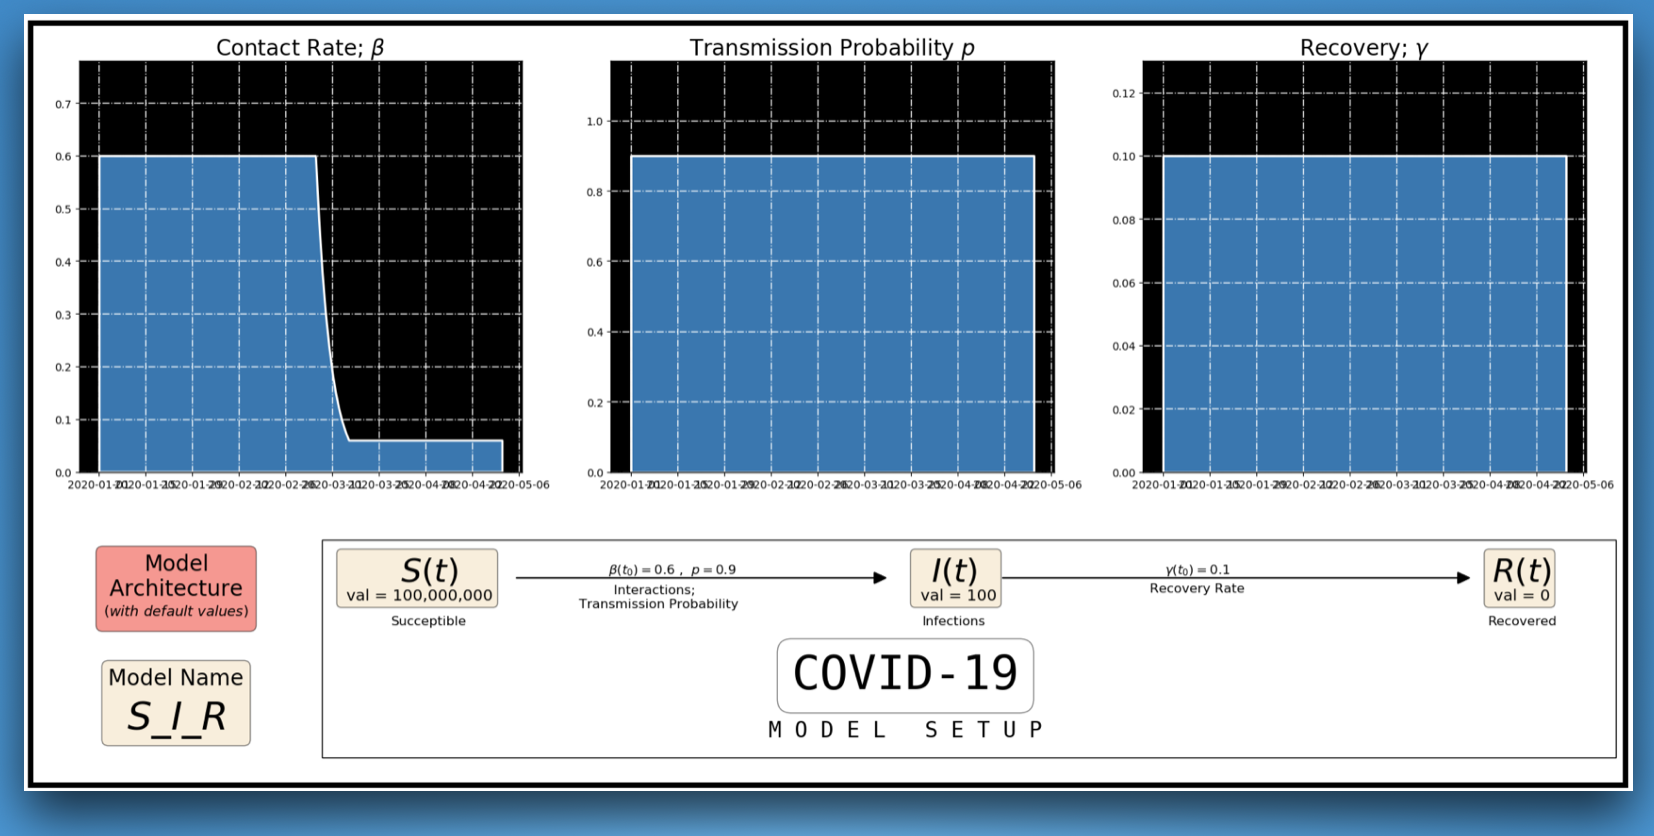 Contact Rate; β
0.7
0.6
0.5
0.4
0.3
0.2
0.1
0.0
2020-01-01 2020-01-15 2020-01-29 2020-02-12 2020-02-26 2020-03-11 2020-03-25 2020-04-08 2020-04-22 2020-05-06
Transmission Probability p
1.0
0.8
0.6
0.4
0.2
0.0
2020-01-01 2020-01-15 2020-01-29 2020-02-12 2020-02-26 2020-03-11 2020-03-25 2020-04-08 2020-04-22 2020-05-06
Recovery; γ
0.12
0.10
0.08
0.06
0.04
0.02
0.00
2020-01-01 2020-01-15 2020-01-29 2020-02-12 2020-02-26 2020-03-11 2020-03-25 2020-04-08 2020-04-22 2020-05-06
Model
Architecture
(with default values)
Model Name
S_I_R
S(t)
val = 100,000,000
Succeptible
β(t₀) = 0.6 , p = 0.9
Interactions;
Transmission Probability
I(t)
val = 100
Infections
γ(t₀) = 0.1
Recovery Rate
R(t)
val = 0
Recovered
COVID-19
MODEL SETUP